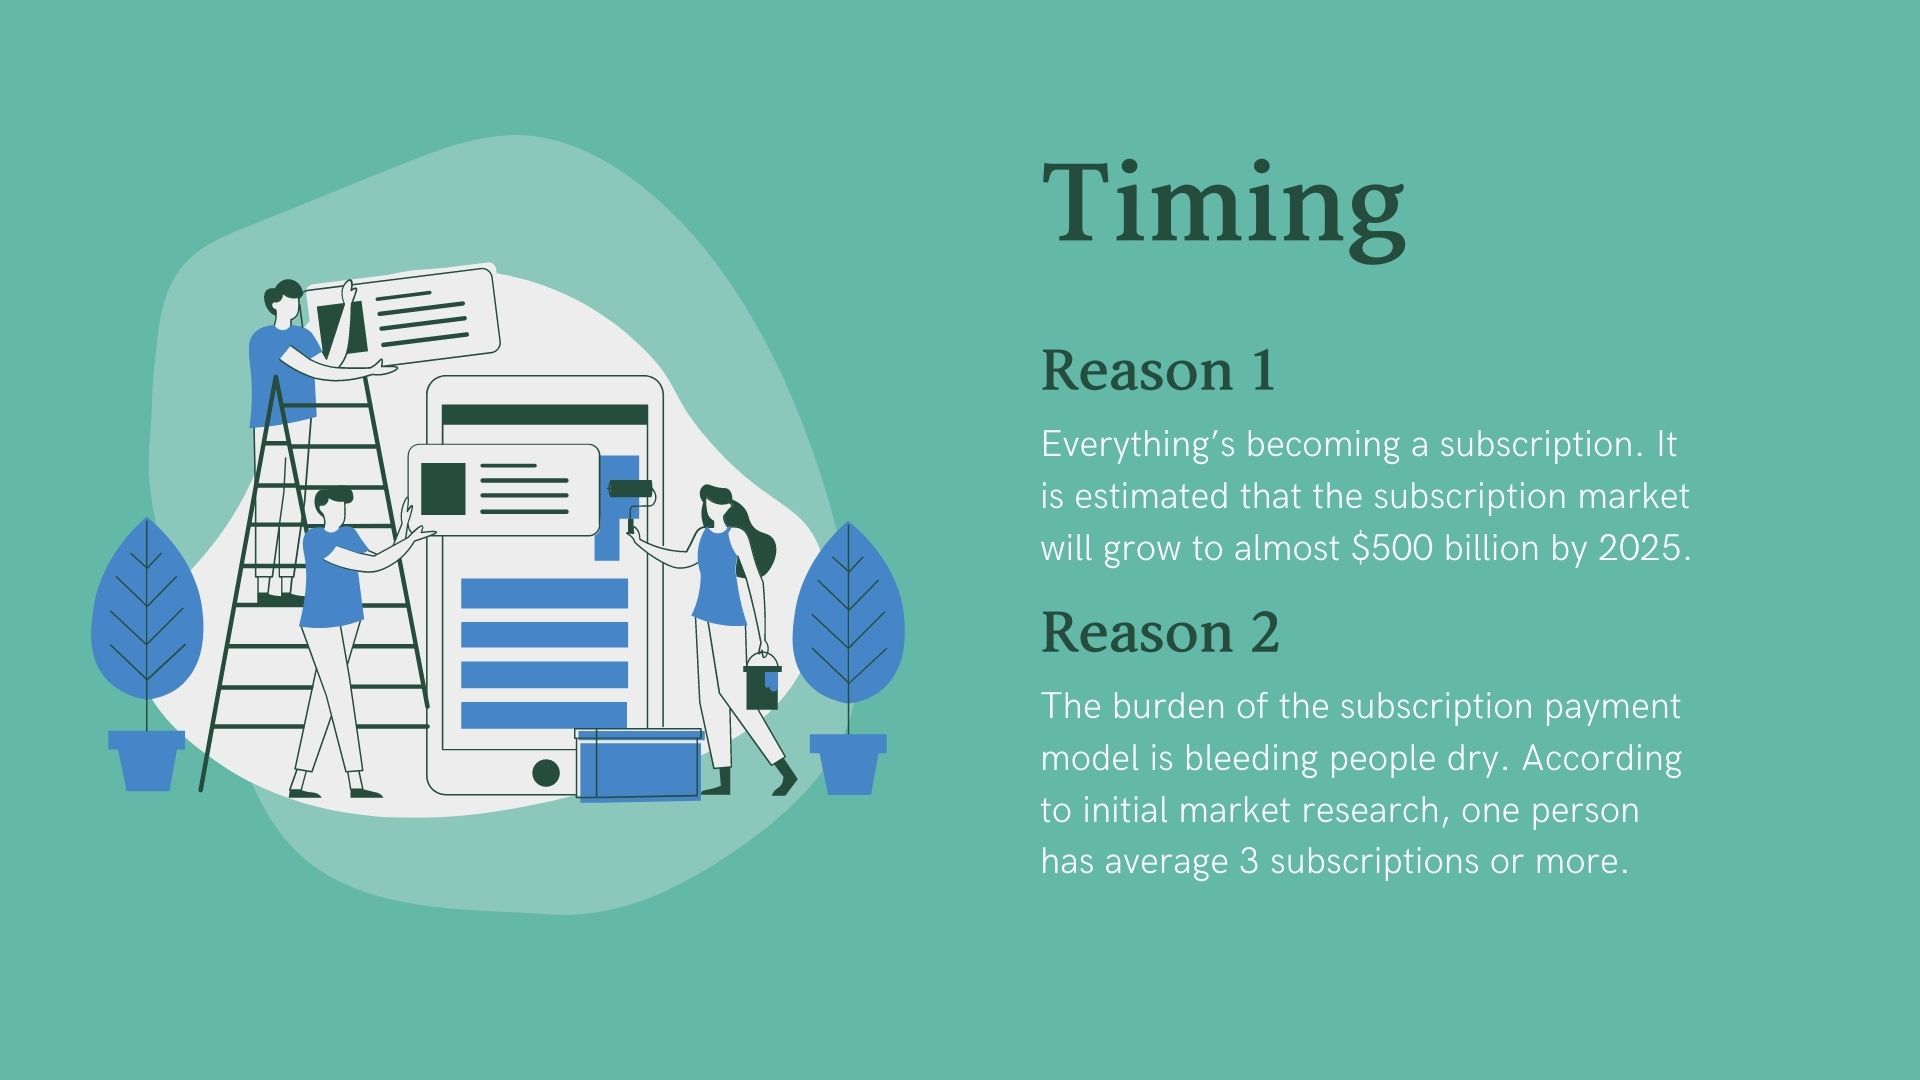 Timing
Reason 1
Everything’s becoming a subscription. It
is estimated that the subscription market
will grow to almost $500 billion by 2025.
Reason 2
The burden of the subscription payment
model is bleeding people dry. According
to initial market research, one person
has average 3 subscriptions or more.